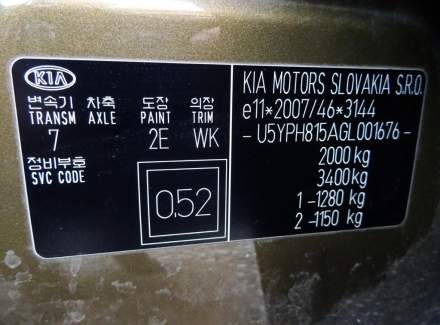 KIA
변속기 차축 도장 의장
TRANSM AXLE PAINT TRIM
7 2E WK
정비부호
SVC CODE
0.52
KIA MOTORS SLOVAKIA S.R.O.
e11*2007/46*3144
- U5YPH815AGL001676 -
2000 kg
3400 kg
1 - 1280 kg
2 - 1150 kg